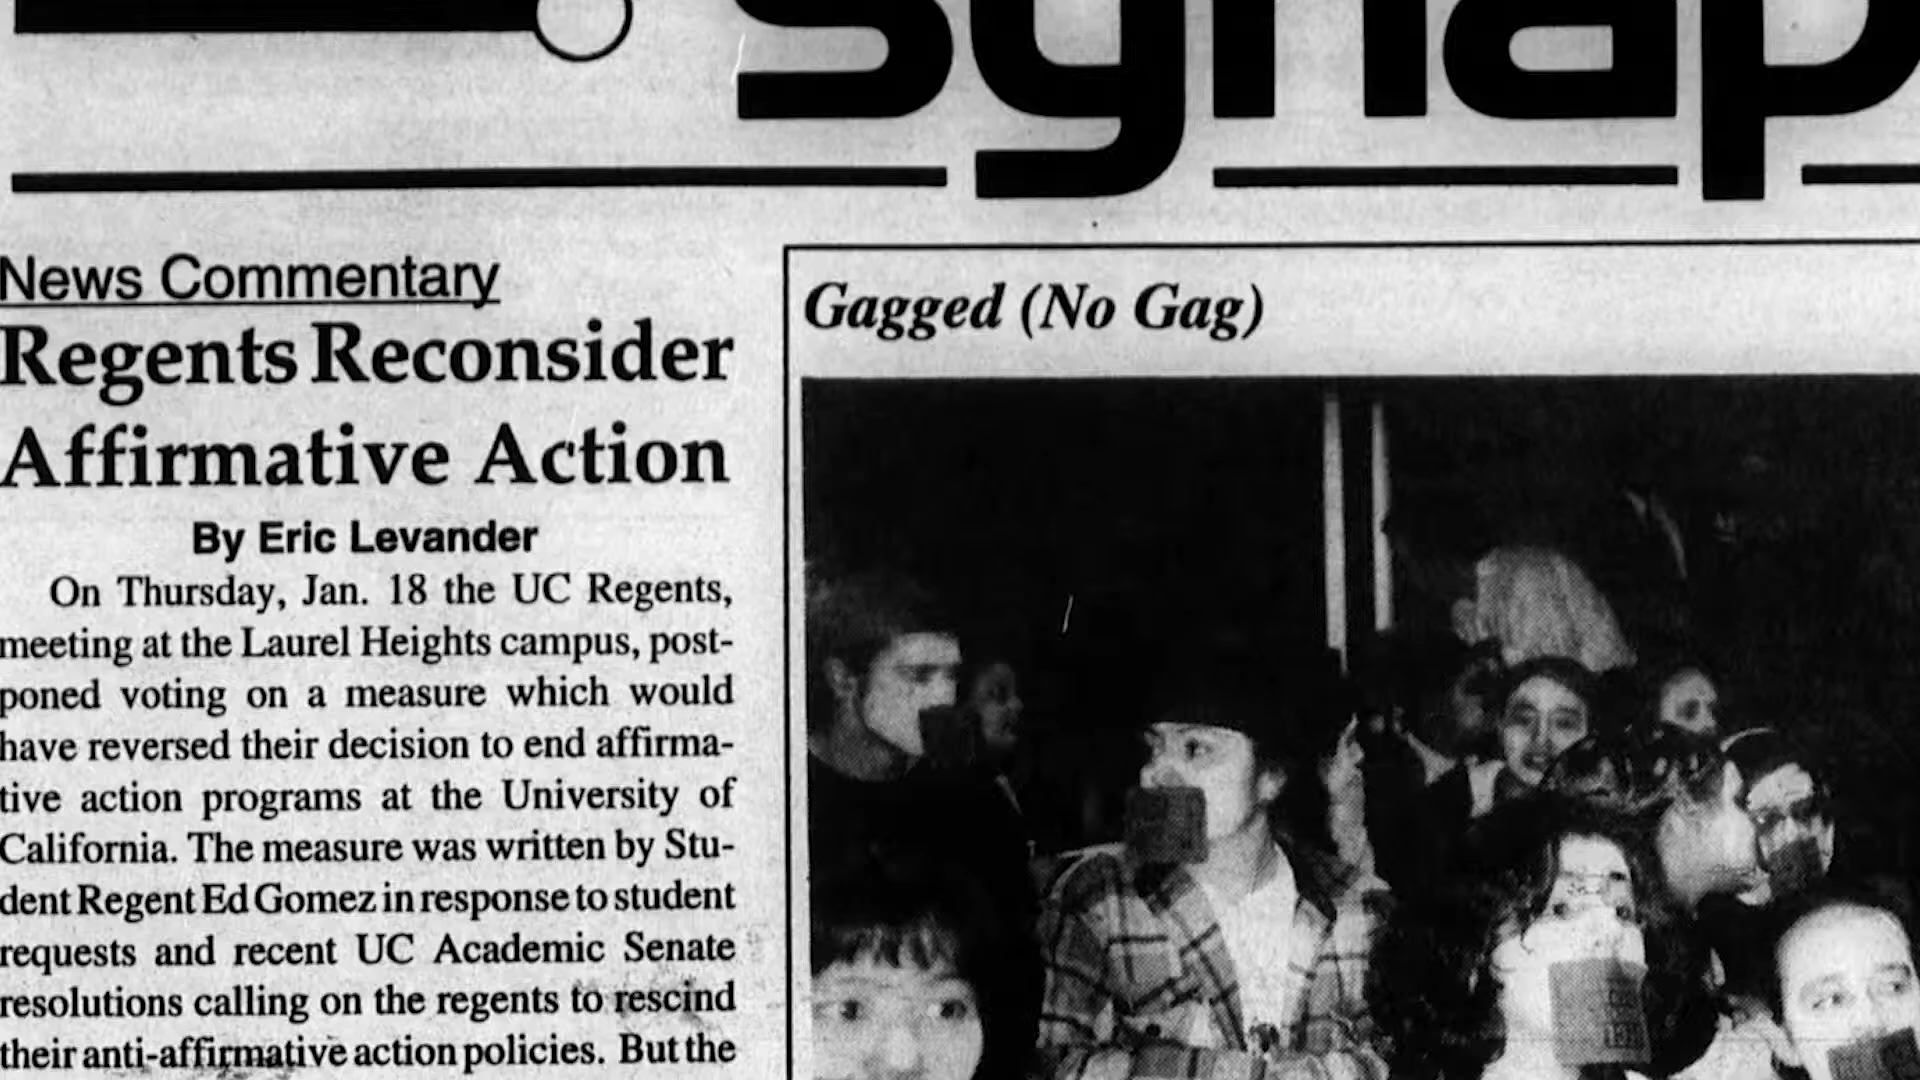 synap
News Commentary
Regents Reconsider
Affirmative Action
By Eric Levander
On Thursday, Jan. 18 the UC Regents,
meeting at the Laurel Heights campus, post-
poned voting on a measure which would
have reversed their decision to end affirma-
tive action programs at the University of
California. The measure was written by Stu-
dent Regent Ed Gomez in response to student
requests and recent UC Academic Senate
resolutions calling on the regents to rescind
their anti-affirmative action policies. But the
Gagged (No Gag)